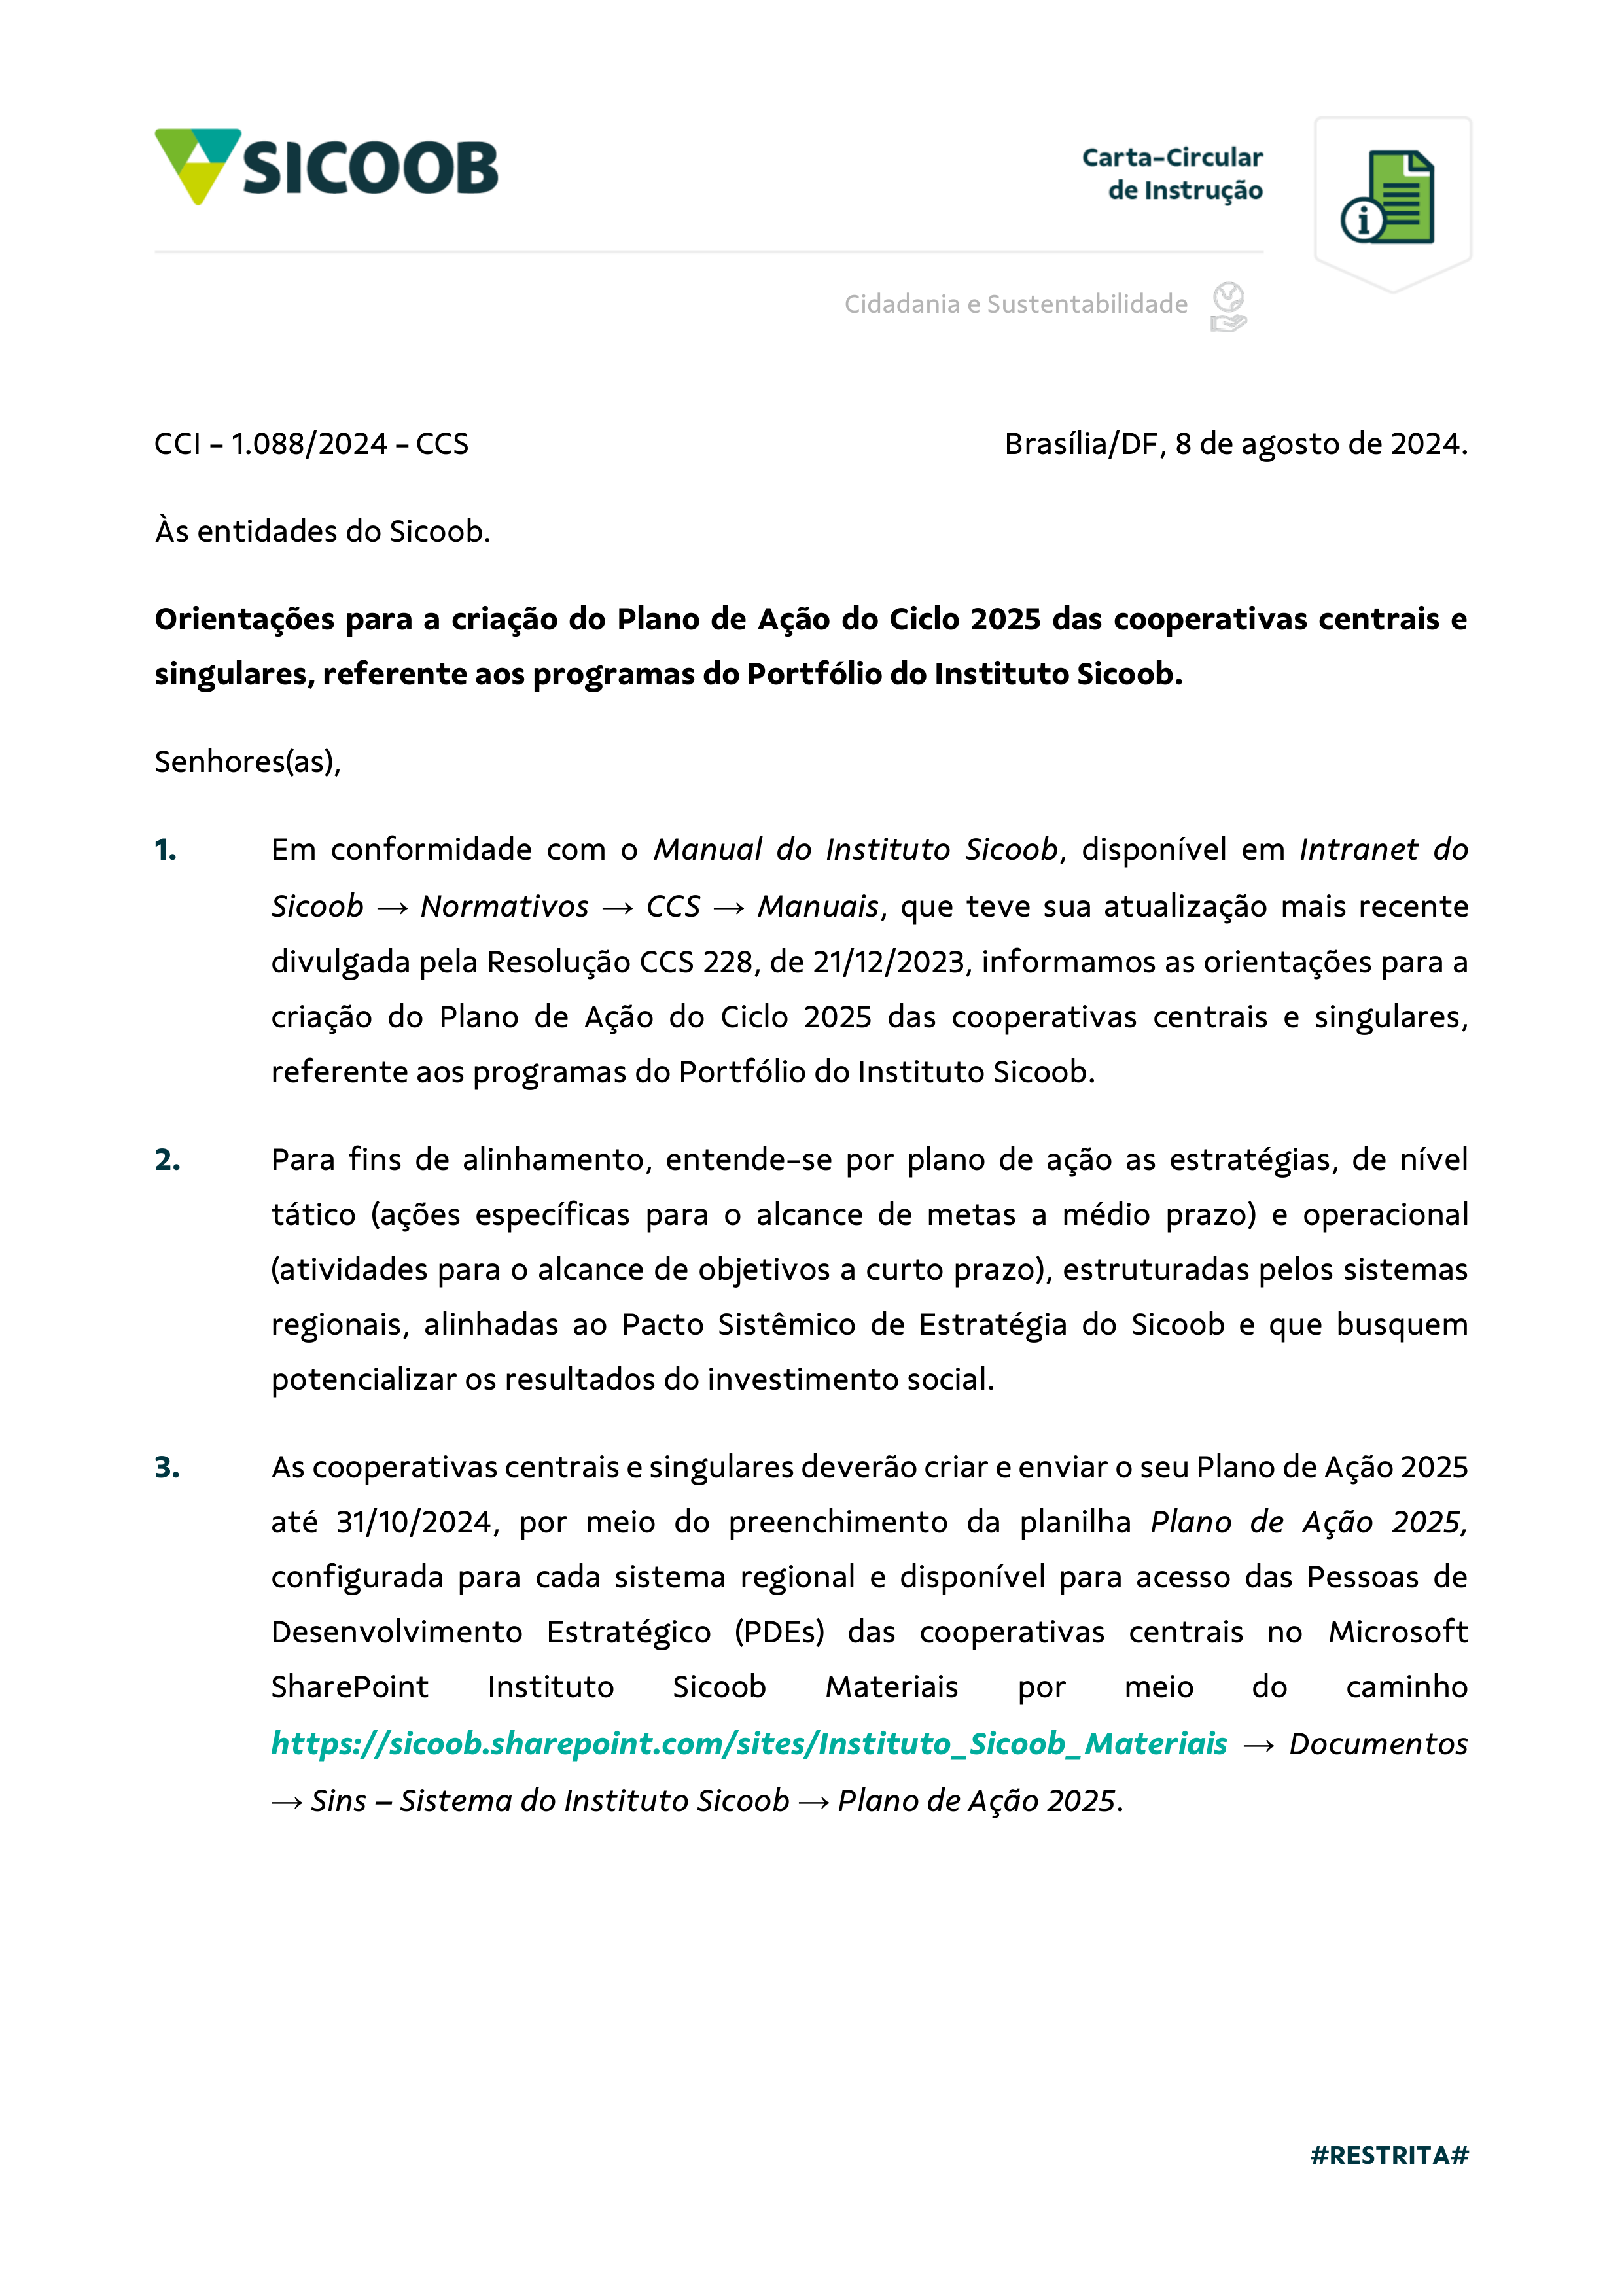 SICOOB
Carta-Circular
de Instrução
Cidadania e Sustentabilidade
CCI – 1.088/2024 – CCS
Brasília/DF, 8 de agosto de 2024.
Às entidades do Sicoob.
Orientações para a criação do Plano de Ação do Ciclo 2025 das cooperativas centrais e
singulares, referente aos programas do Portfólio do Instituto Sicoob.
Senhores(as),
1. Em conformidade com o Manual do Instituto Sicoob, disponível em Intranet do
Sicoob → Normativos → CCS → Manuais, que teve sua atualização mais recente
divulgada pela Resolução CCS 228, de 21/12/2023, informamos as orientações para a
criação do Plano de Ação do Ciclo 2025 das cooperativas centrais e singulares,
referente aos programas do Portfólio do Instituto Sicoob.
2. Para fins de alinhamento, entende-se por plano de ação as estratégias, de nível
tático (ações específicas para o alcance de metas a médio prazo) e operacional
(atividades para o alcance de objetivos a curto prazo), estruturadas pelos sistemas
regionais, alinhadas ao Pacto Sistêmico de Estratégia do Sicoob e que busquem
potencializar os resultados do investimento social.
3. As cooperativas centrais e singulares deverão criar e enviar o seu Plano de Ação 2025
até 31/10/2024, por meio do preenchimento da planilha Plano de Ação 2025,
configurada para cada sistema regional e disponível para acesso das Pessoas de
Desenvolvimento Estratégico (PDEs) das cooperativas centrais no Microsoft
SharePoint Instituto Sicoob Materiais por meio do caminho
https://sicoob.sharepoint.com/sites/Instituto_Sicoob_Materiais → Documentos
→ Sins – Sistema do Instituto Sicoob → Plano de Ação 2025.
#RESTRITA#